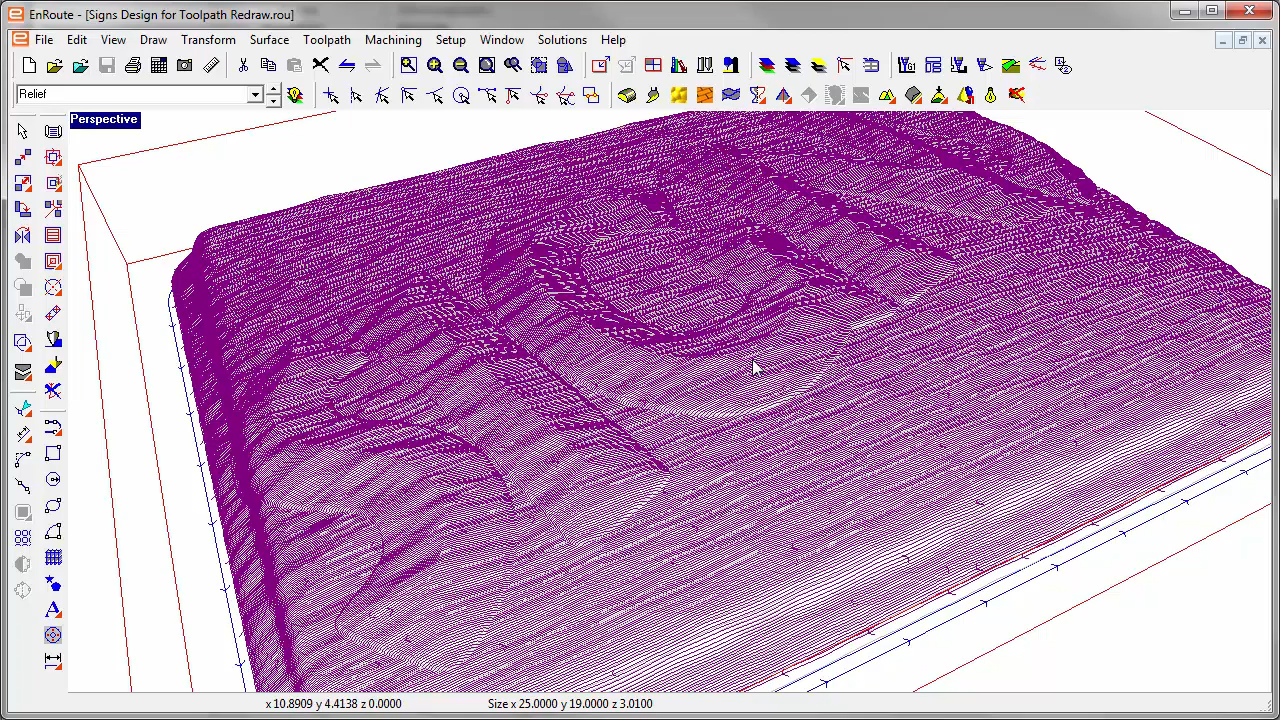 EnRoute - [Signs Design for Toolpath Redraw.rou]
File Edit View Draw Transform Surface Toolpath Machining Setup Window Solutions Help
Relief
Perspective
x 10.8909 y 4.4138 z 0.0000 Size x 25.0000 y 19.0000 z 3.0100